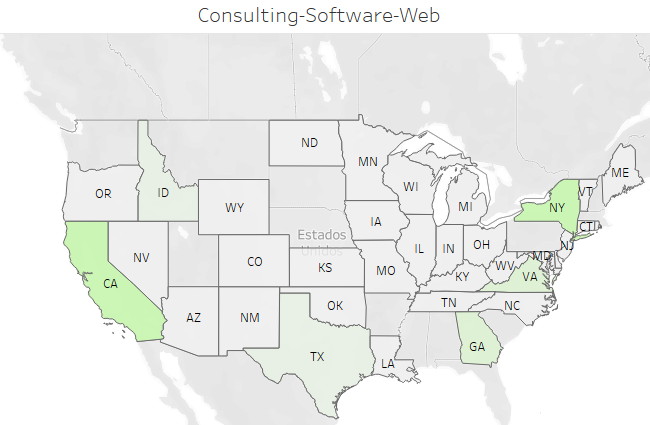 Consulting-Software-Web
ND
MN
ME
WI
VT
OR
ID
MI
WY
NY
IA
CT
Estados
Unidos
OH
NJ
NV
IL
IN
MD
CO
KS
WV
MO
KY
VA
CA
TN
NC
OK
AZ
NM
GA
TX
LA